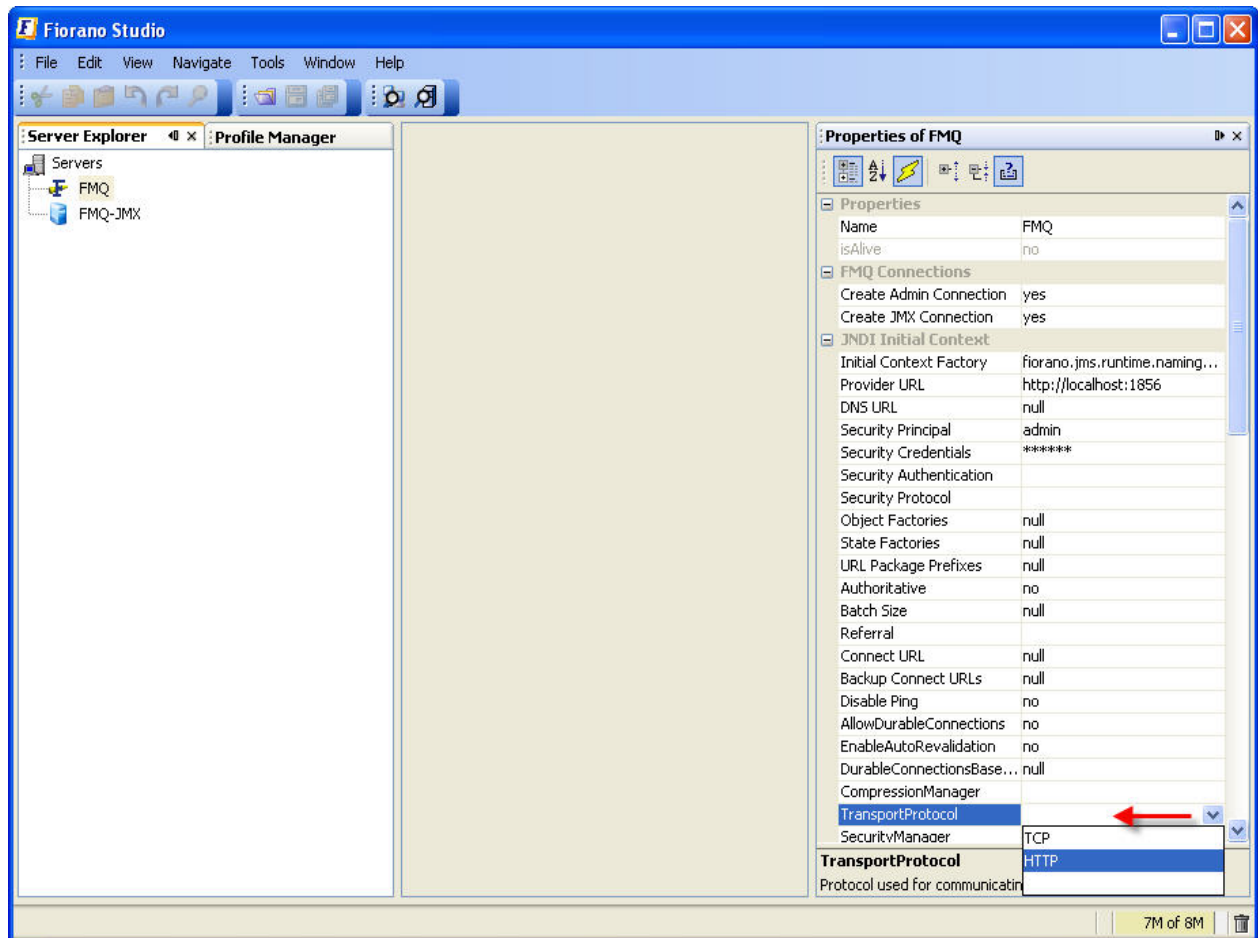 Fiorano Studio
File Edit View Navigate Tools Window Help
Server Explorer Profile Manager
Servers
FMQ
FMQ-JMX
Properties of FMQ
Properties
Name FMQ
isAlive no
FMQ Connections
Create Admin Connection yes
Create JMX Connection yes
JNDI Initial Context
Initial Context Factory fiorano.jms.runtime.naming...
Provider URL http://localhost:1856
DNS URL null
Security Principal admin
Security Credentials ******
Security Authentication
Security Protocol
Object Factories null
State Factories null
URL Package Prefixes null
Authoritative no
Batch Size null
Referral
Connect URL null
Backup Connect URLs null
Disable Ping no
AllowDurableConnections no
EnableAutoRevalidation no
DurableConnectionsBase... null
CompressionManager
TransportProtocol
SecurityManager TCP
TransportProtocol HTTP
Protocol used for communicatin
7M of 8M